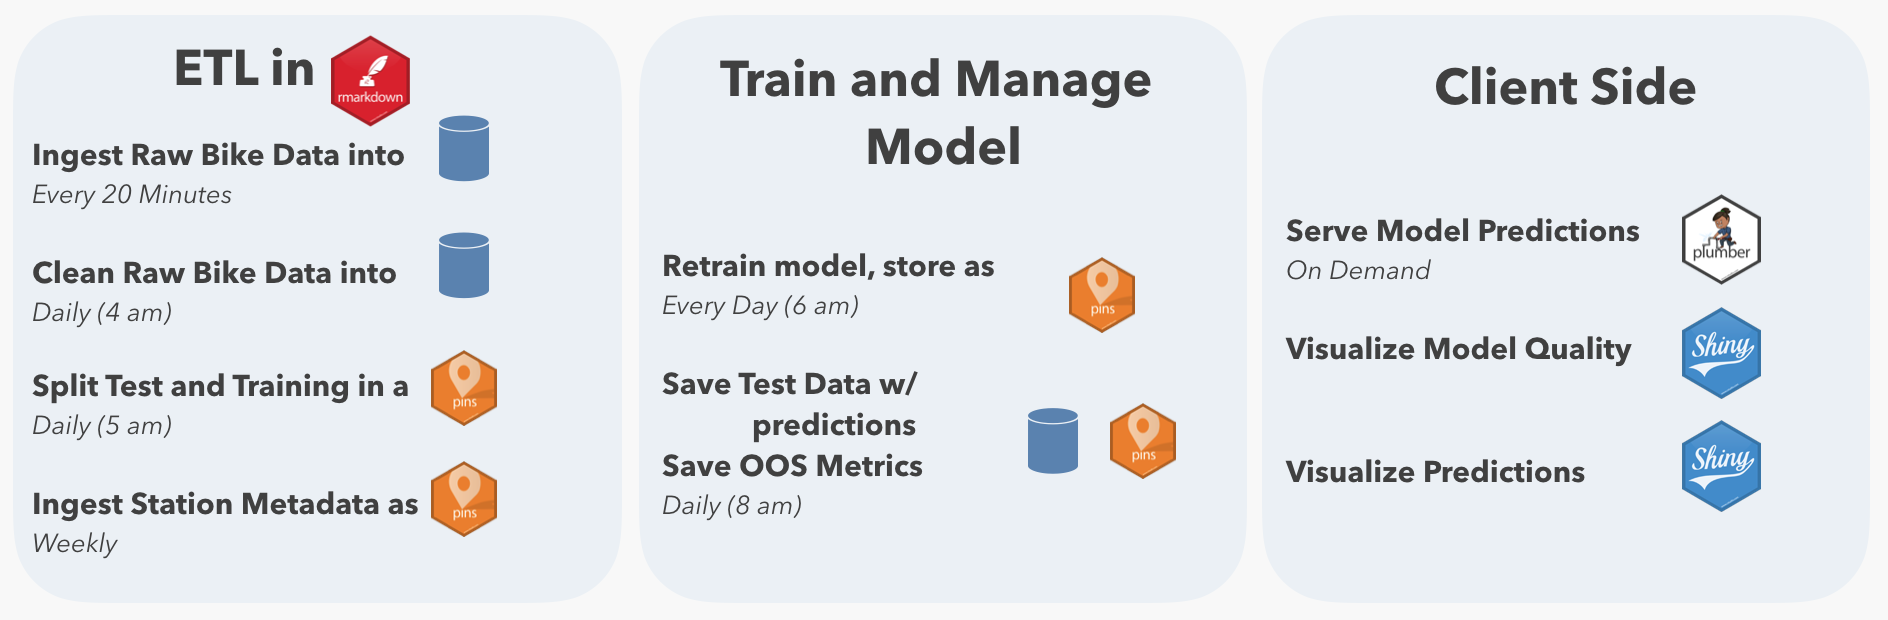 ETL in
rmarkdown
Ingest Raw Bike Data into
Every 20 Minutes
Clean Raw Bike Data into
Daily (4 am)
Split Test and Training in a
pins
Daily (5 am)
Ingest Station Metadata as
pins
Weekly
Train and Manage
Model
Retrain model, store as
pins
Every Day (6 am)
Save Test Data w/
predictions
pins
Save OOS Metrics
Daily (8 am)
Client Side
Serve Model Predictions
plumber
On Demand
Visualize Model Quality
Shiny
Visualize Predictions
Shiny